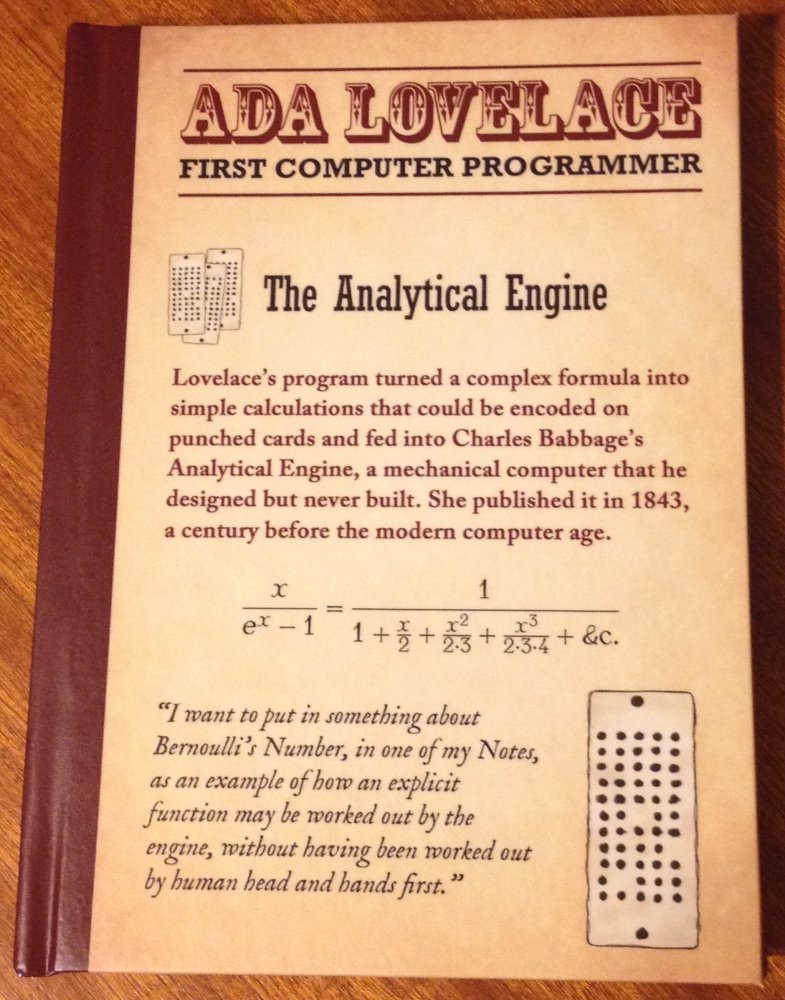 ADA LOVELACE
FIRST COMPUTER PROGRAMMER
The Analytical Engine
Lovelace's program turned a complex formula into
simple calculations that could be encoded on
punched cards and fed into Charles Babbage's
Analytical Engine, a mechanical computer that he
designed but never built. She published it in 1843,
a century before the modern computer age.
x / (eˣ − 1) = 1 / (1 + x/2 + x²/2·3 + x³/2·3·4 + &c.)
"I want to put in something about
Bernoulli's Number, in one of my Notes,
as an example of how an explicit
function may be worked out by the
engine, without having been worked out
by human head and hands first."